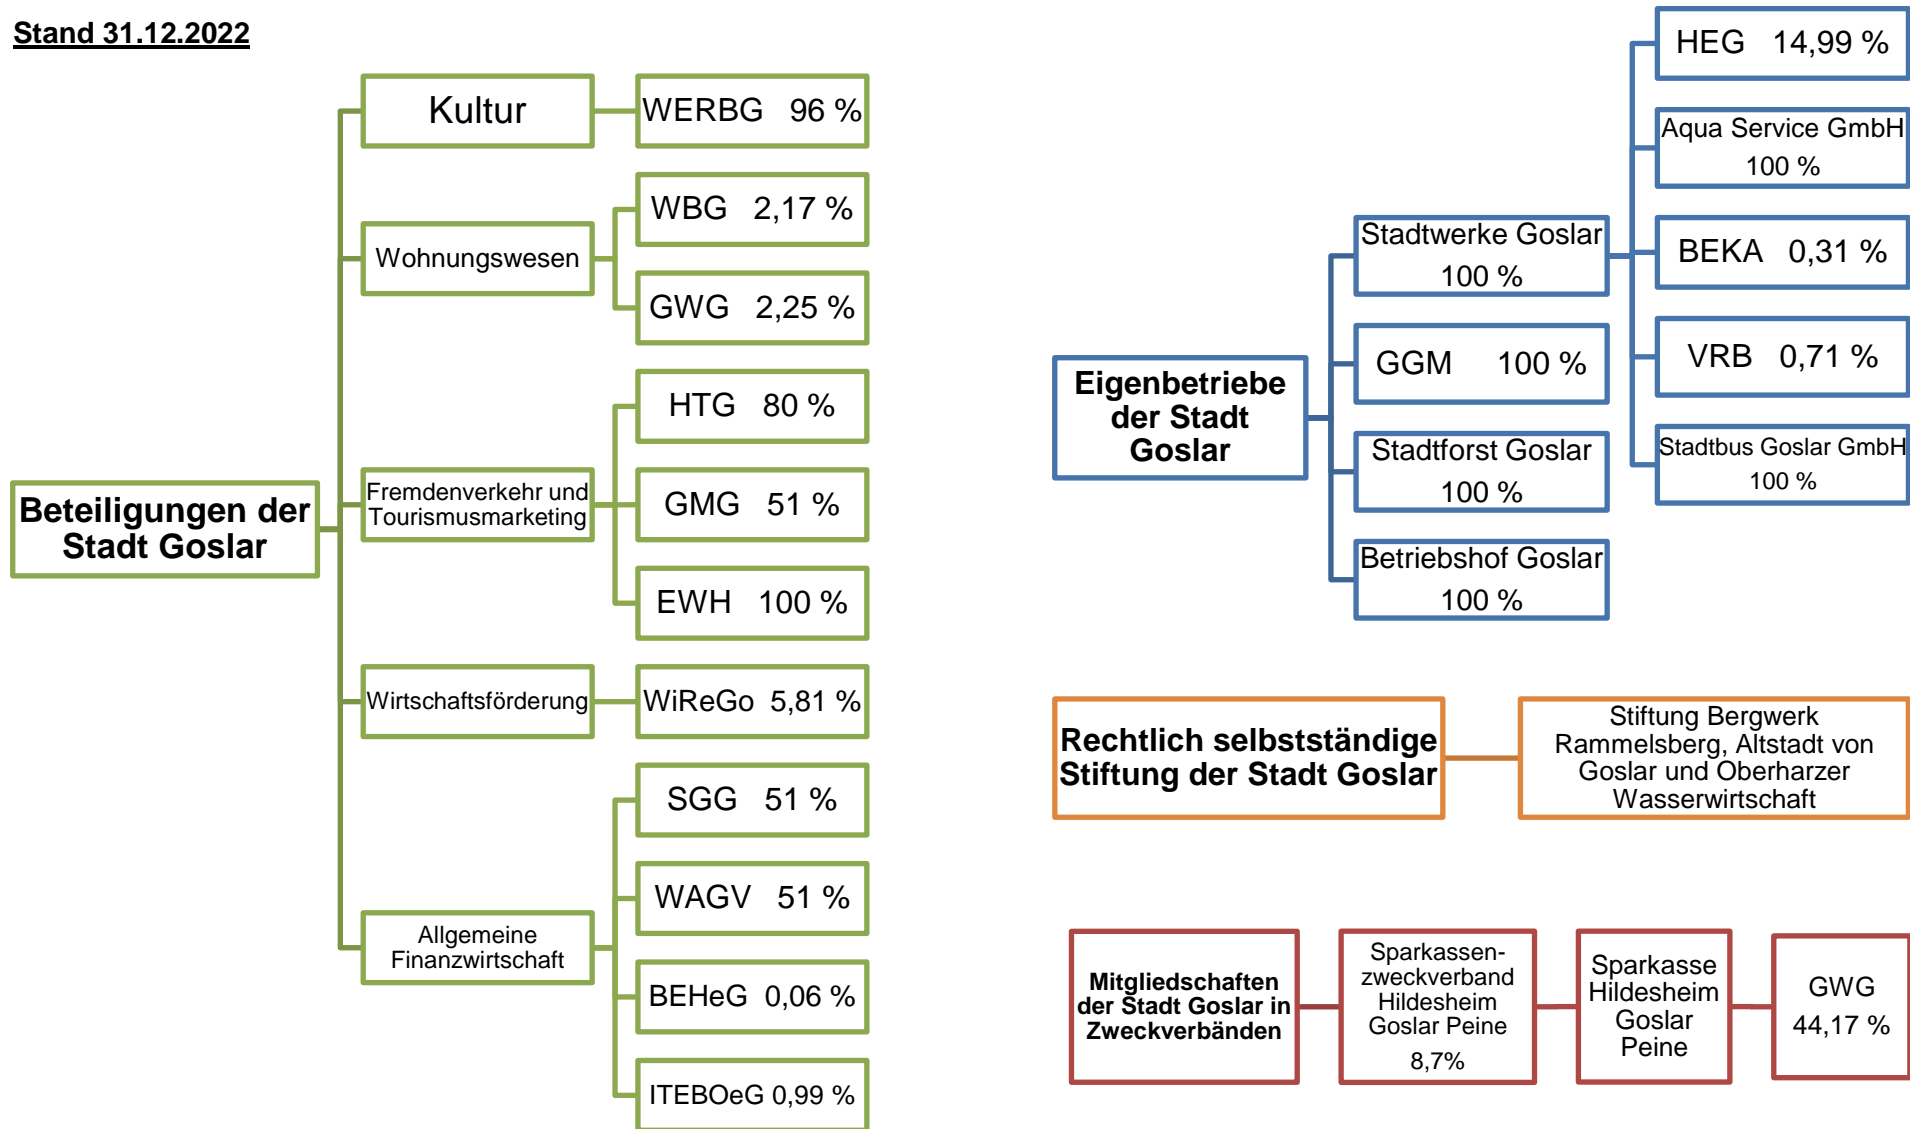 Stand 31.12.2022
Beteiligungen der
Stadt Goslar
Kultur
WERBG 96 %
Wohnungswesen
WBG 2,17 %
GWG 2,25 %
Fremdenverkehr und
Tourismusmarketing
HTG 80 %
GMG 51 %
EWH 100 %
Wirtschaftsförderung
WiReGo 5,81 %
Allgemeine
Finanzwirtschaft
SGG 51 %
WAGV 51 %
BEHeG 0,06 %
ITEBOeG 0,99 %
Eigenbetriebe
der Stadt
Goslar
Stadtwerke Goslar
100 %
HEG 14,99 %
Aqua Service GmbH
100 %
BEKA 0,31 %
VRB 0,71 %
Stadtbus Goslar GmbH
100 %
GGM 100 %
Stadtforst Goslar
100 %
Betriebshof Goslar
100 %
Rechtlich selbstständige
Stiftung der Stadt Goslar
Stiftung Bergwerk
Rammelsberg, Altstadt von
Goslar und Oberharzer
Wasserwirtschaft
Mitgliedschaften
der Stadt Goslar in
Zweckverbänden
Sparkassen-
zweckverband
Hildesheim
Goslar Peine
8,7%
Sparkasse
Hildesheim
Goslar
Peine
GWG
44,17 %